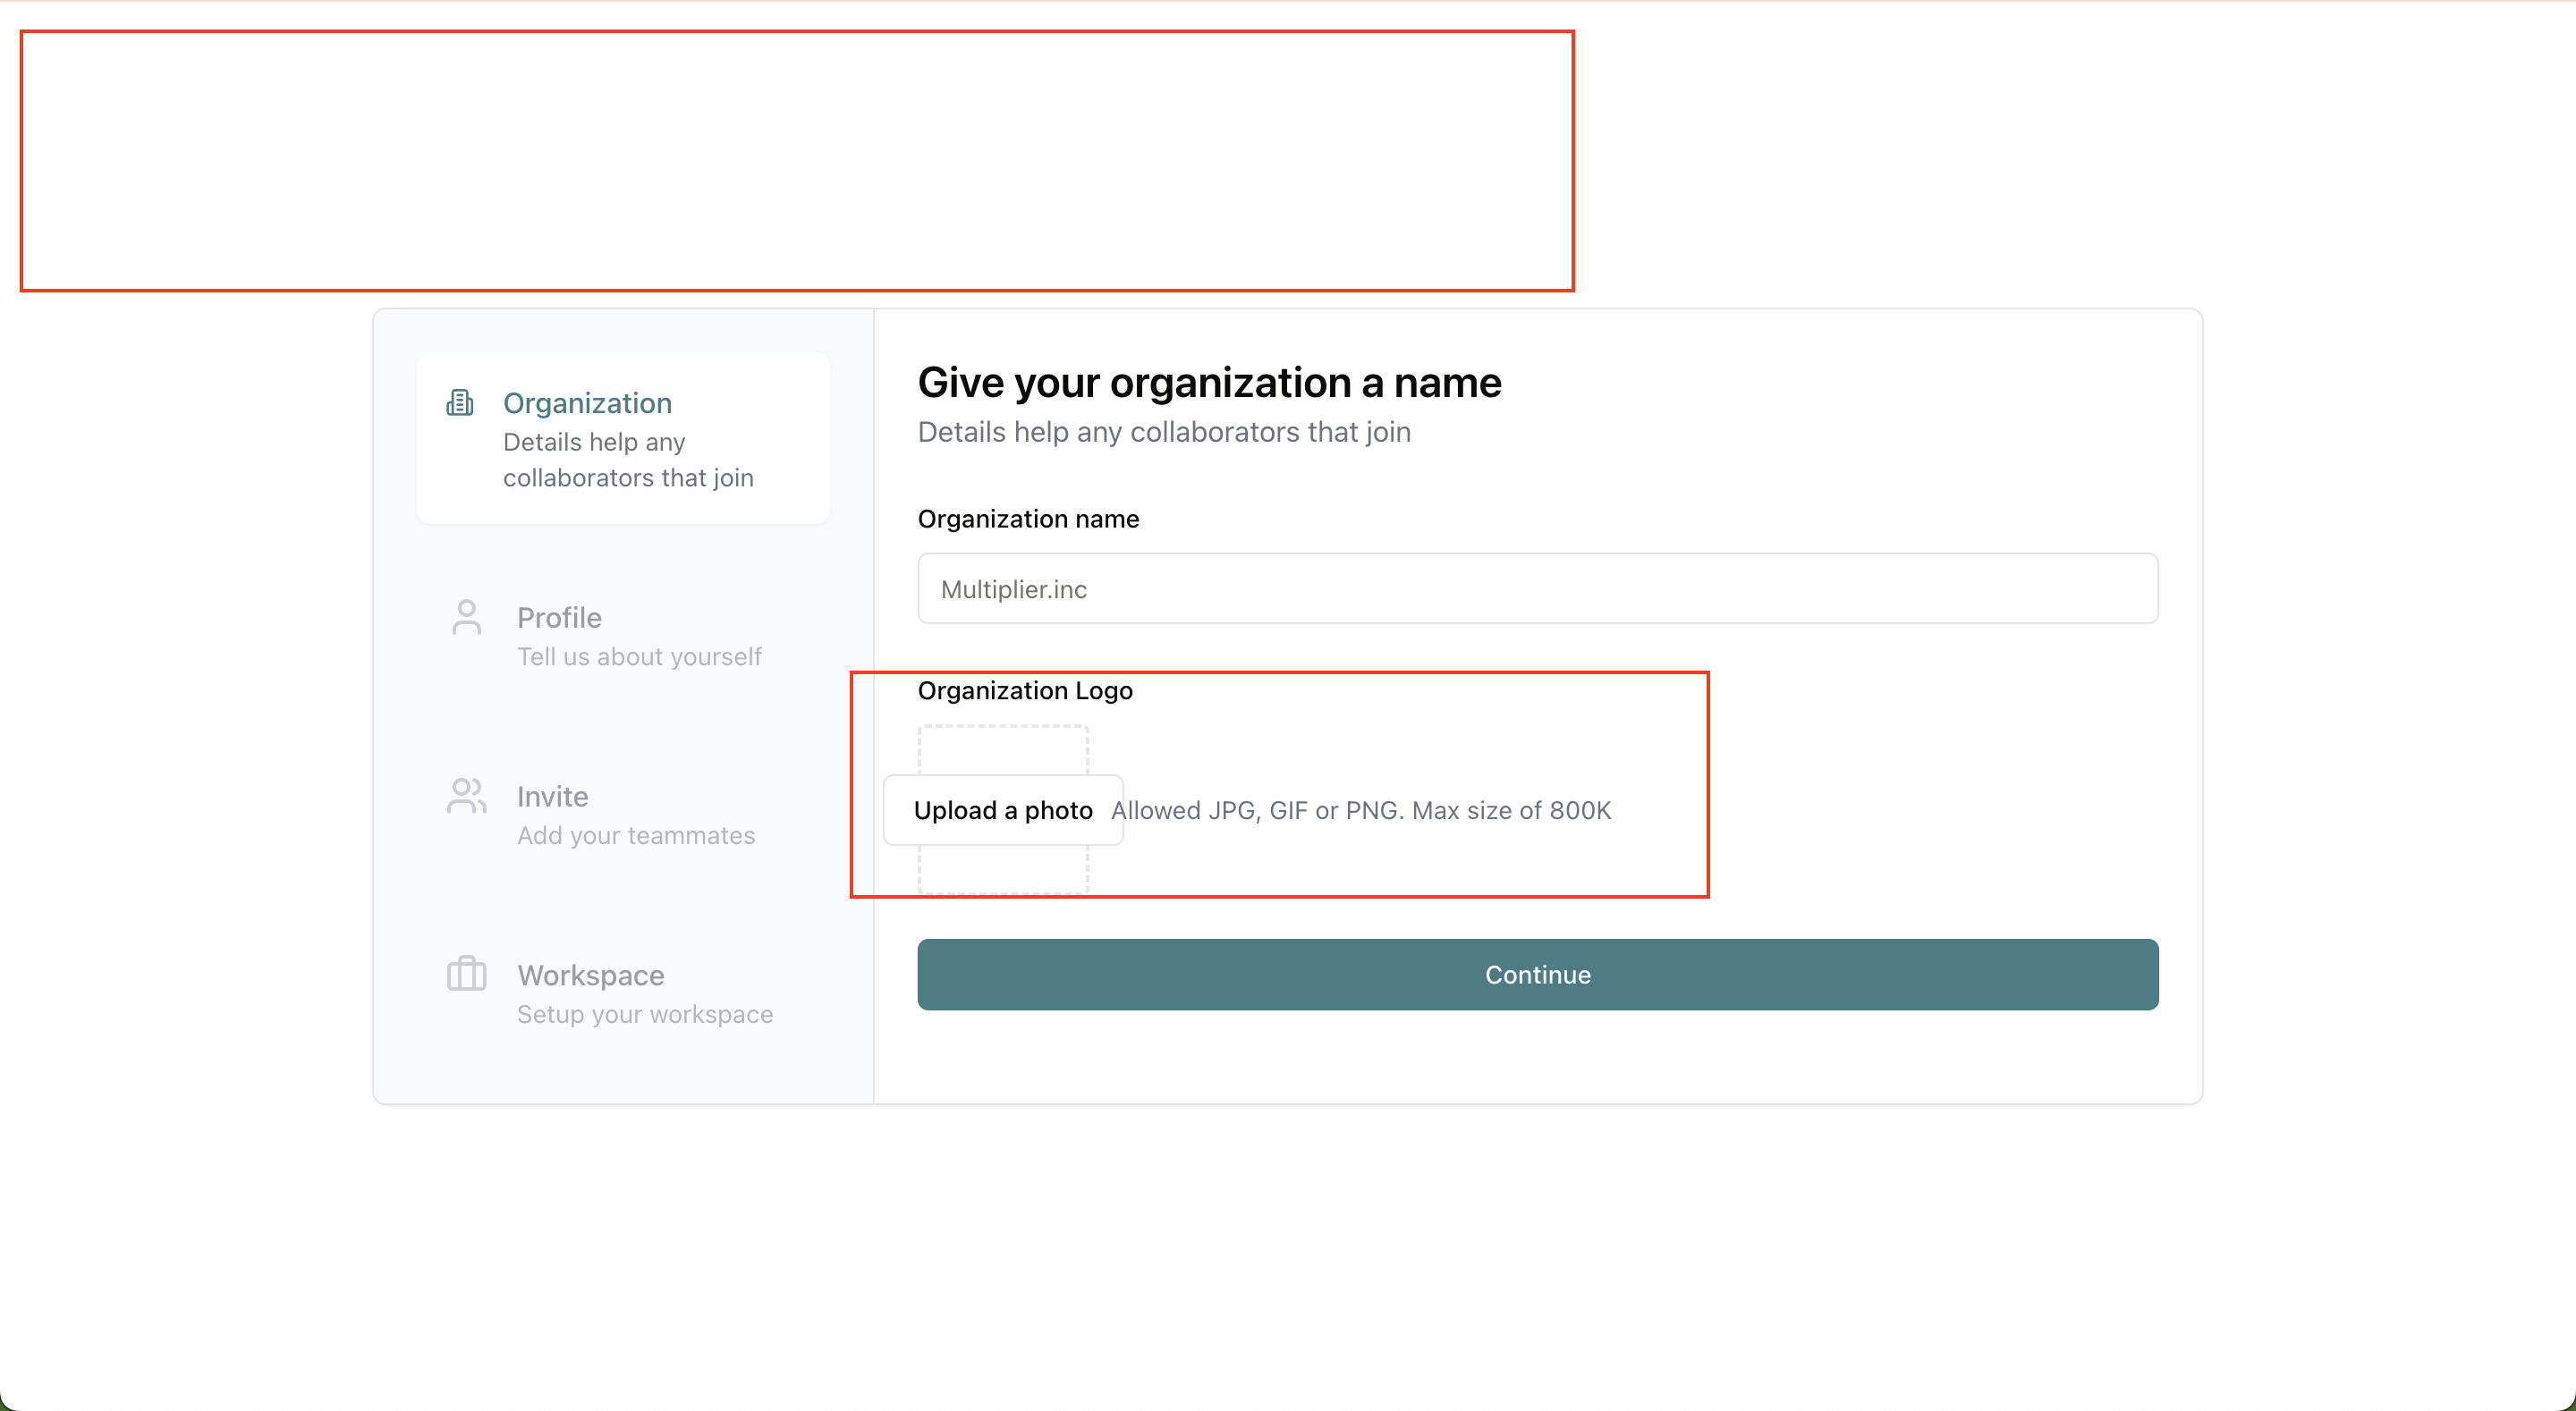 Organization
Details help any
collaborators that join
Profile
Tell us about yourself
Invite
Add your teammates
Workspace
Setup your workspace
Give your organization a name
Details help any collaborators that join
Organization name
Multiplier.inc
Organization Logo
Upload a photo Allowed JPG, GIF or PNG. Max size of 800K
Continue